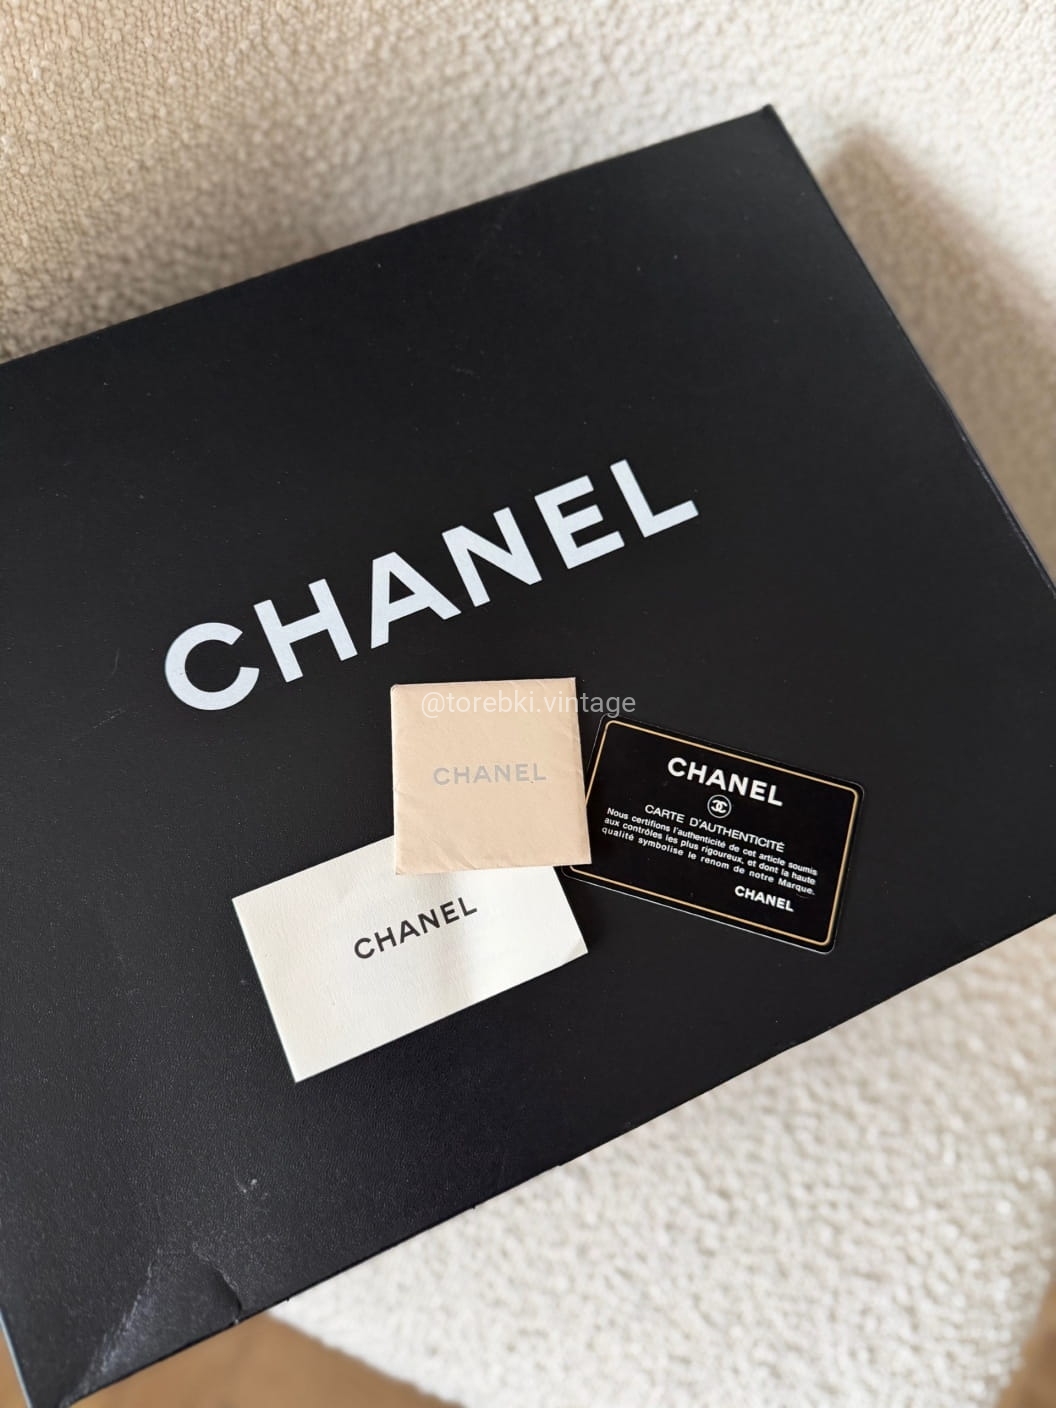 CHANEL
@torebki.vintage
CHANEL
CHANEL
CARTE D'AUTHENTICITÉ
Nous certifions l'authenticité de cet article soumis
aux contrôles les plus rigoureux, et dont la haute
qualité symbolise le renom de notre Marque.
CHANEL
CHANEL